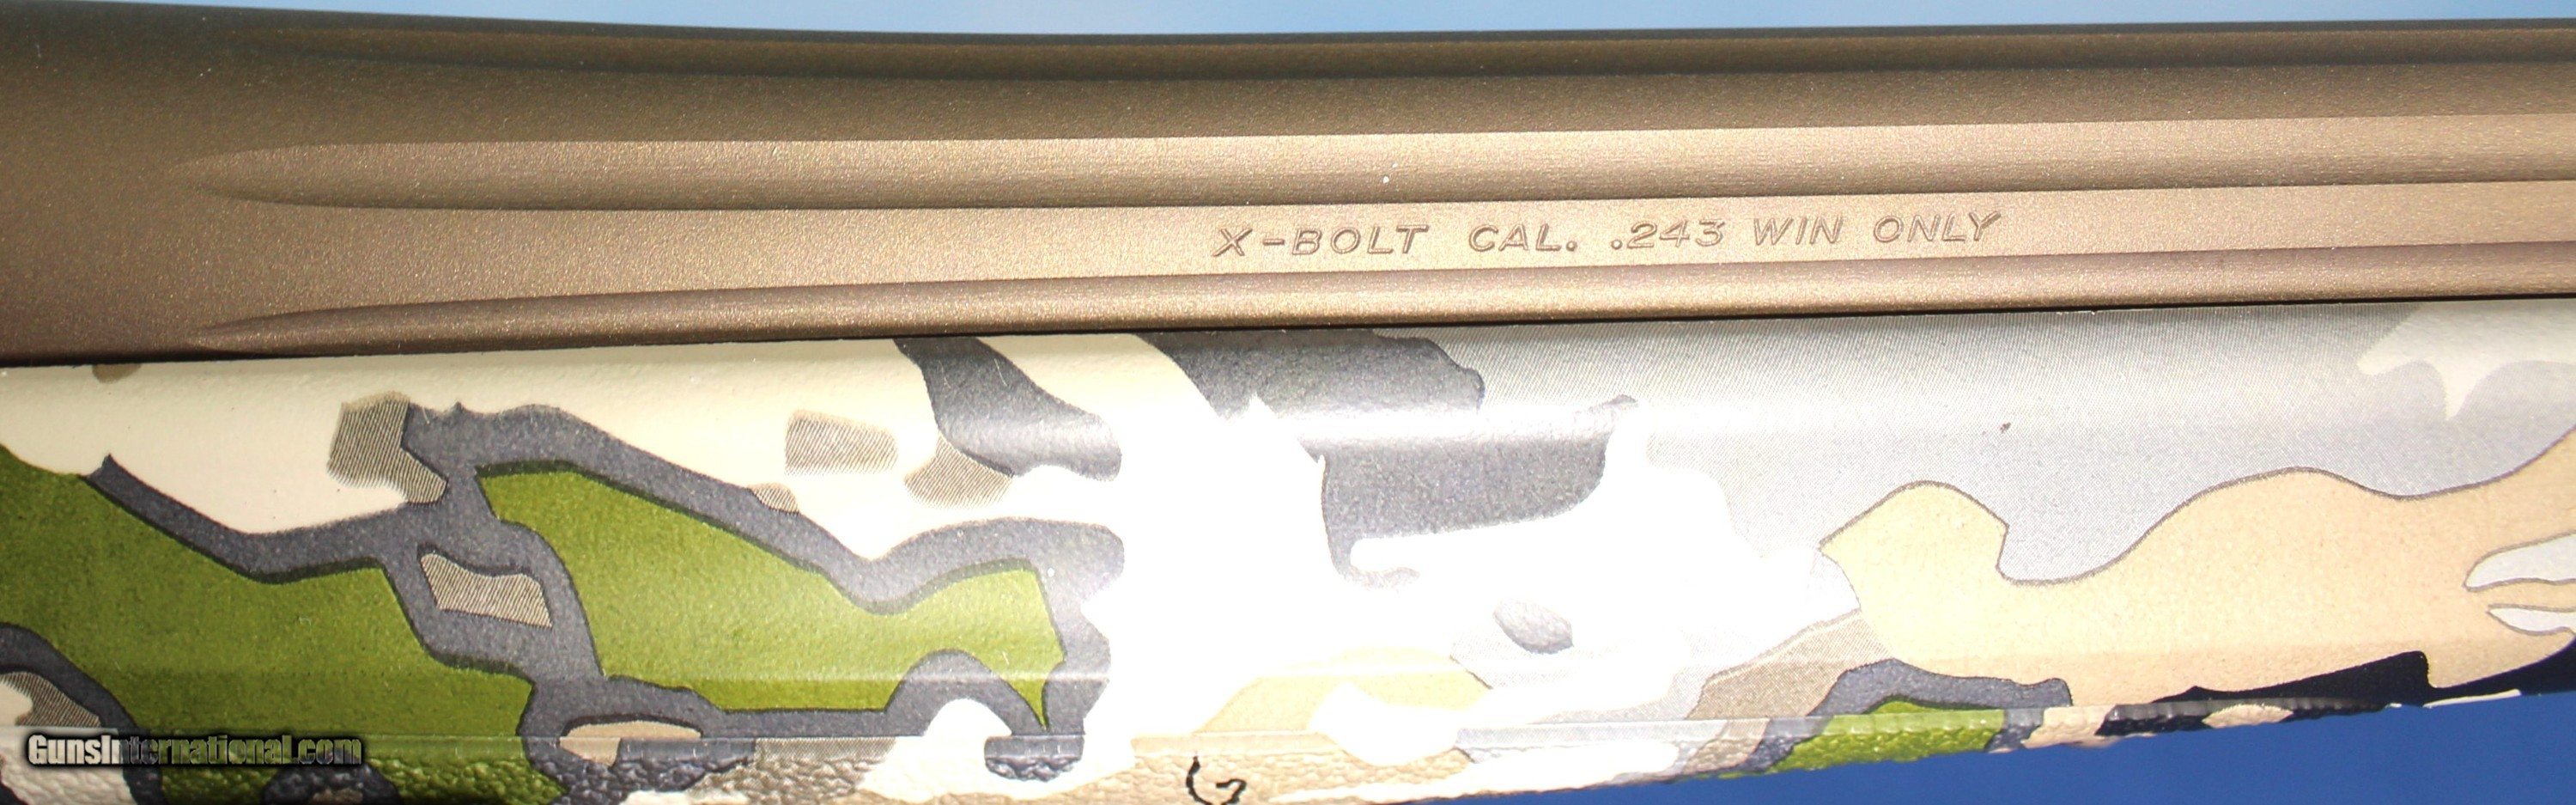 X-BOLT CAL. .243 WIN ONLY
GunsInternational.com